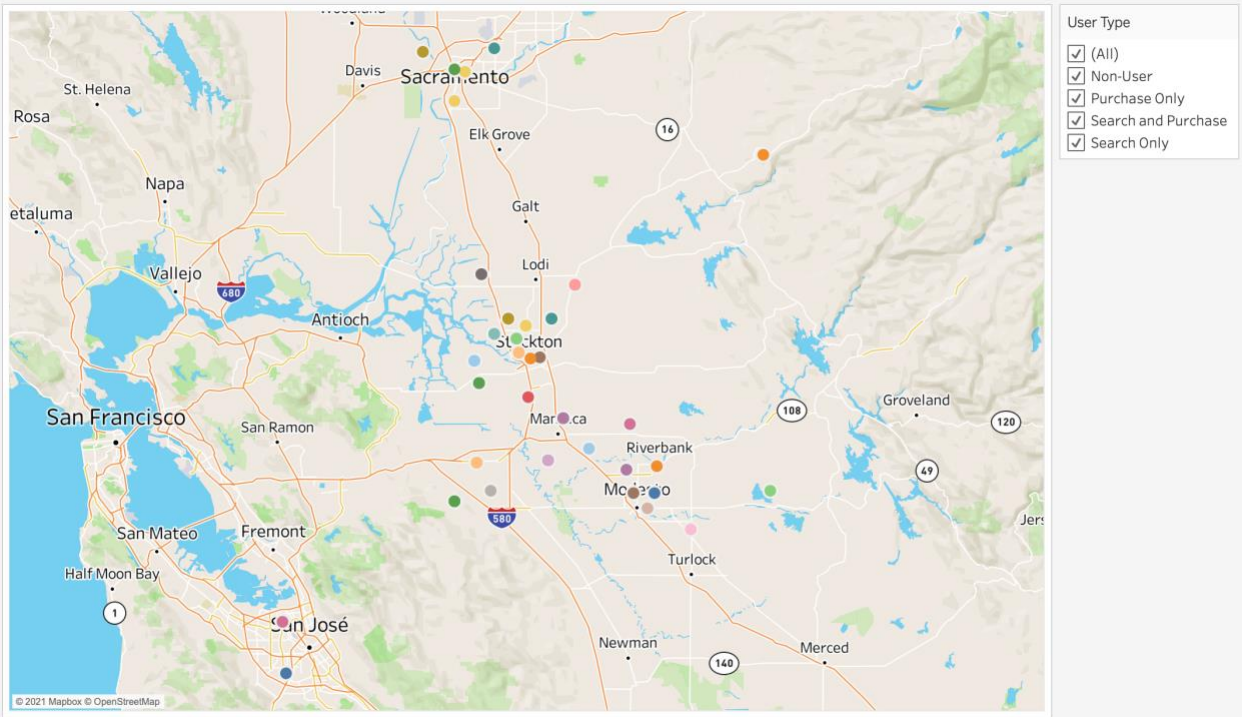 Davis
Sacramento
St. Helena
Rosa
16
Elk Grove
Napa
etaluma
Galt
Lodi
Vallejo
680
Antioch
Stockton
San Francisco
San Ramon
Manteca
108
Groveland
120
Riverbank
49
Modesto
580
San Mateo
Fremont
Jers
Turlock
Half Moon Bay
1
San José
Newman
140
Merced
© 2021 Mapbox © OpenStreetMap
User Type
(All)
Non-User
Purchase Only
Search and Purchase
Search Only